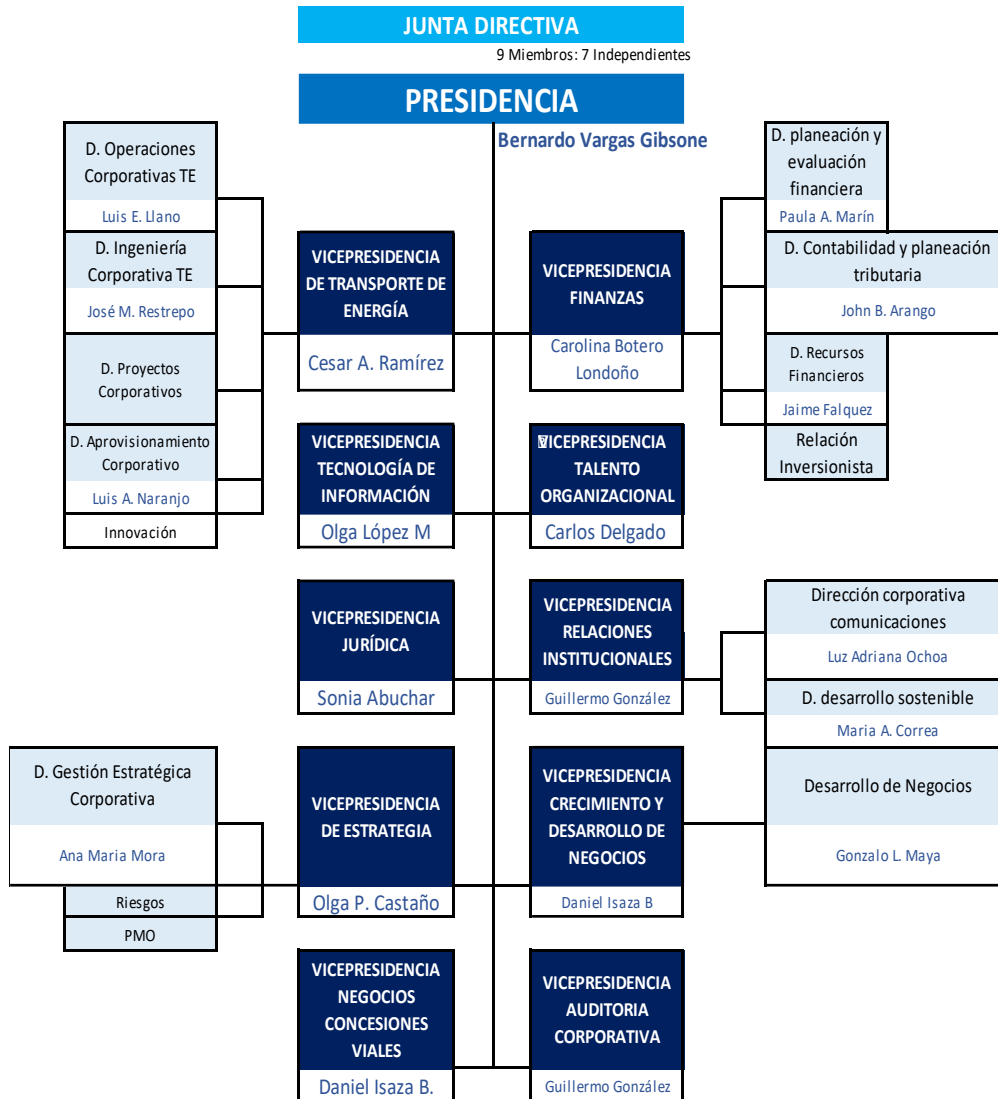 JUNTA DIRECTIVA
9 Miembros: 7 Independientes
PRESIDENCIA
Bernardo Vargas Gibsone
D. Operaciones
Corporativas TE
Luis E. Llano
D. Ingeniería
Corporativa TE
José M. Restrepo
D. Proyectos
Corporativos
D. Aprovisionamiento
Corporativo
Luis A. Naranjo
Innovación
VICEPRESIDENCIA
DE TRANSPORTE DE
ENERGÍA
Cesar A. Ramírez
VICEPRESIDENCIA
FINANZAS
Carolina Botero
Londoño
D. planeación y
evaluación
financiera
Paula A. Marín
D. Contabilidad y planeación
tributaria
John B. Arango
D. Recursos
Financieros
Jaime Falquez
Relación
Inversionista
VICEPRESIDENCIA
TECNOLOGÍA DE
INFORMACIÓN
Olga López M
VICEPRESIDENCIA
TALENTO
ORGANIZACIONAL
Carlos Delgado
VICEPRESIDENCIA
JURÍDICA
Sonia Abuchar
VICEPRESIDENCIA
RELACIONES
INSTITUCIONALES
Guillermo González
Dirección corporativa
comunicaciones
Luz Adriana Ochoa
D. desarrollo sostenible
Maria A. Correa
D. Gestión Estratégica
Corporativa
Ana Maria Mora
Riesgos
PMO
VICEPRESIDENCIA
DE ESTRATEGIA
Olga P. Castaño
VICEPRESIDENCIA
CRECIMIENTO Y
DESARROLLO DE
NEGOCIOS
Daniel Isaza B
Desarrollo de Negocios
Gonzalo L. Maya
VICEPRESIDENCIA
NEGOCIOS
CONCESIONES
VIALES
Daniel Isaza B.
VICEPRESIDENCIA
AUDITORIA
CORPORATIVA
Guillermo González